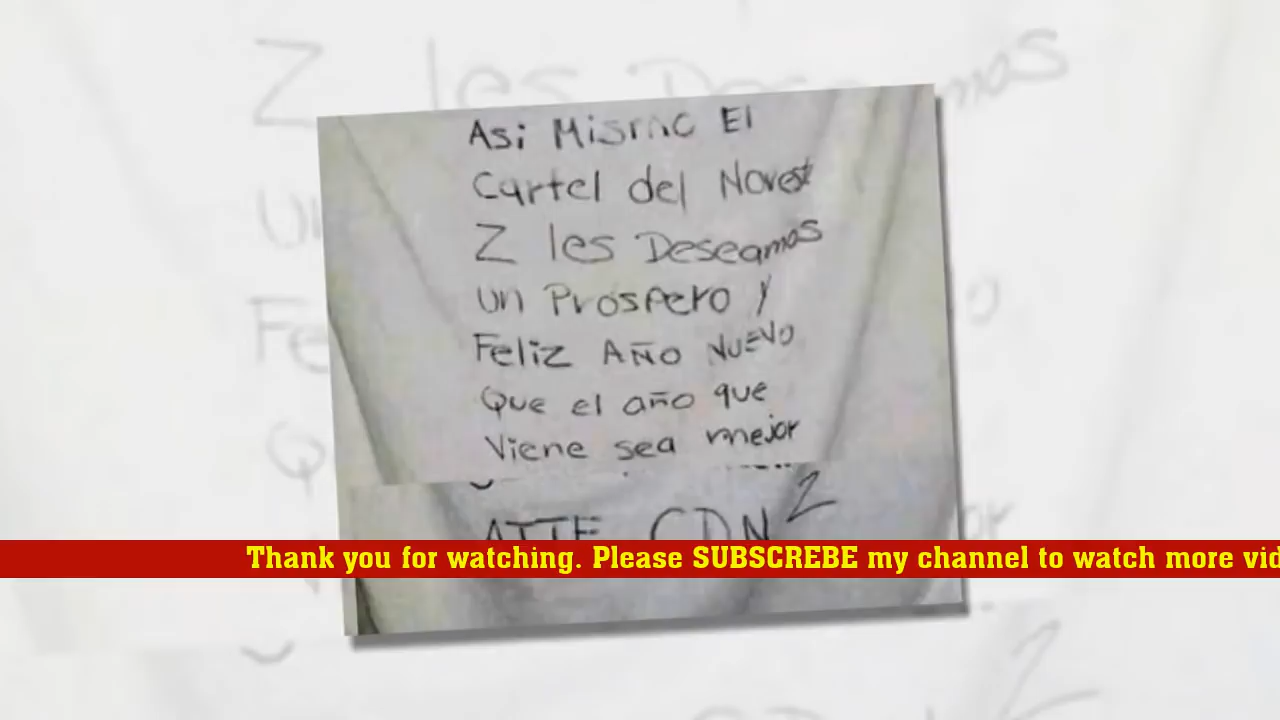 Asi Mismo El
Cartel del Norest
Z les Deseamos
un Prospero y
Feliz Año Nuevo
Que el año que
Viene sea mejor
ATTE CDN Z
Thank you for watching. Please SUBSCREBE my channel to watch more vid